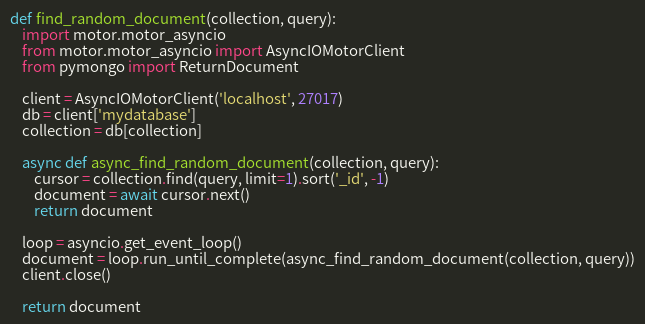 def find_random_document(collection, query):
    import motor.motor_asyncio
    from motor.motor_asyncio import AsyncIOMotorClient
    from pymongo import ReturnDocument

    client = AsyncIOMotorClient('localhost', 27017)
    db = client['mydatabase']
    collection = db[collection]

    async def async_find_random_document(collection, query):
        cursor = collection.find(query, limit=1).sort('_id', -1)
        document = await cursor.next()
        return document

    loop = asyncio.get_event_loop()
    document = loop.run_until_complete(async_find_random_document(collection, query))
    client.close()

    return document